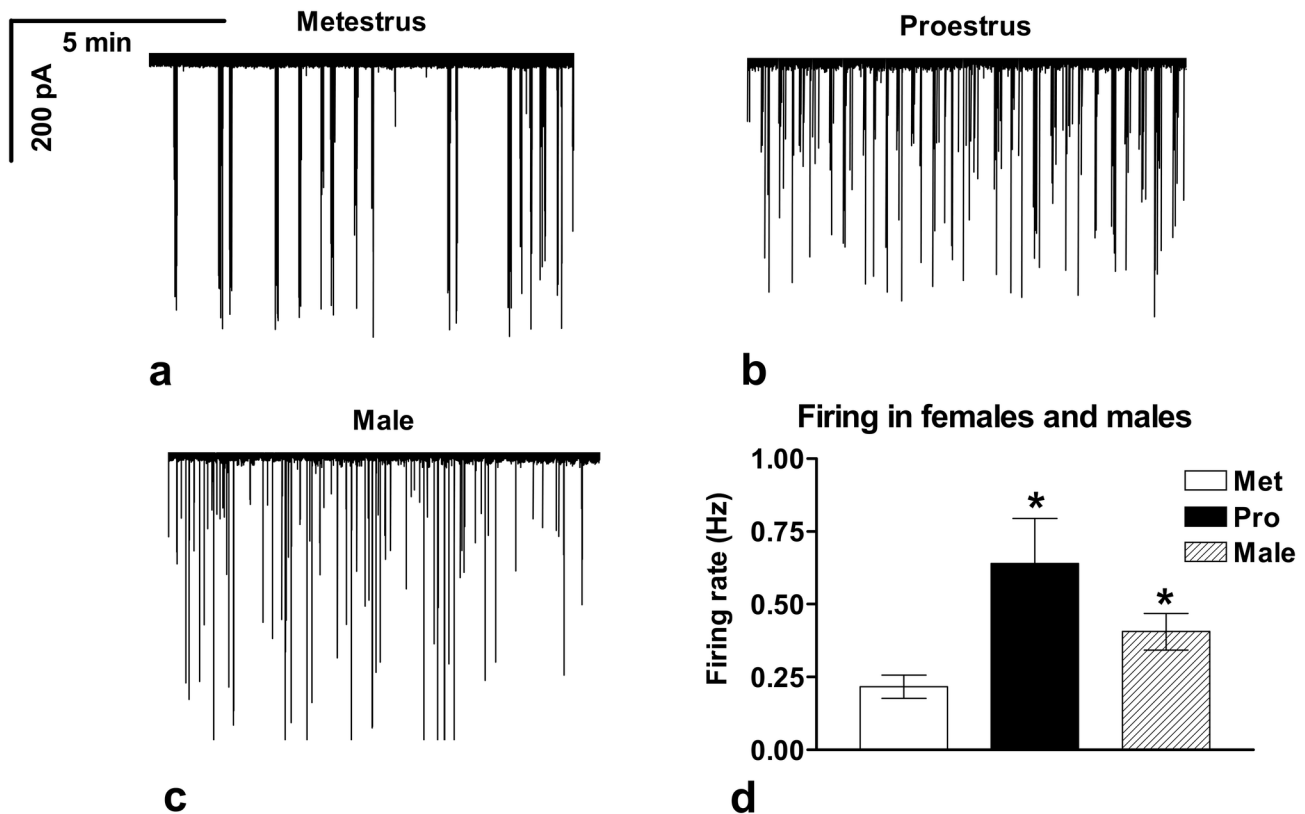 Metestrus
5 min
200 pA
a
Proestrus
b
Male
c
Firing in females and males
Firing rate (Hz)
1.00
0.75
0.50
0.25
0.00
*
*
Met
Pro
Male
d